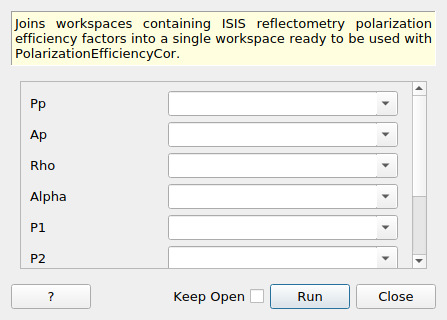 Joins workspaces containing ISIS reflectometry polarization
efficiency factors into a single workspace ready to be used with
PolarizationEfficiencyCor.
Pp
Ap
Rho
Alpha
P1
P2
? Keep Open Run Close